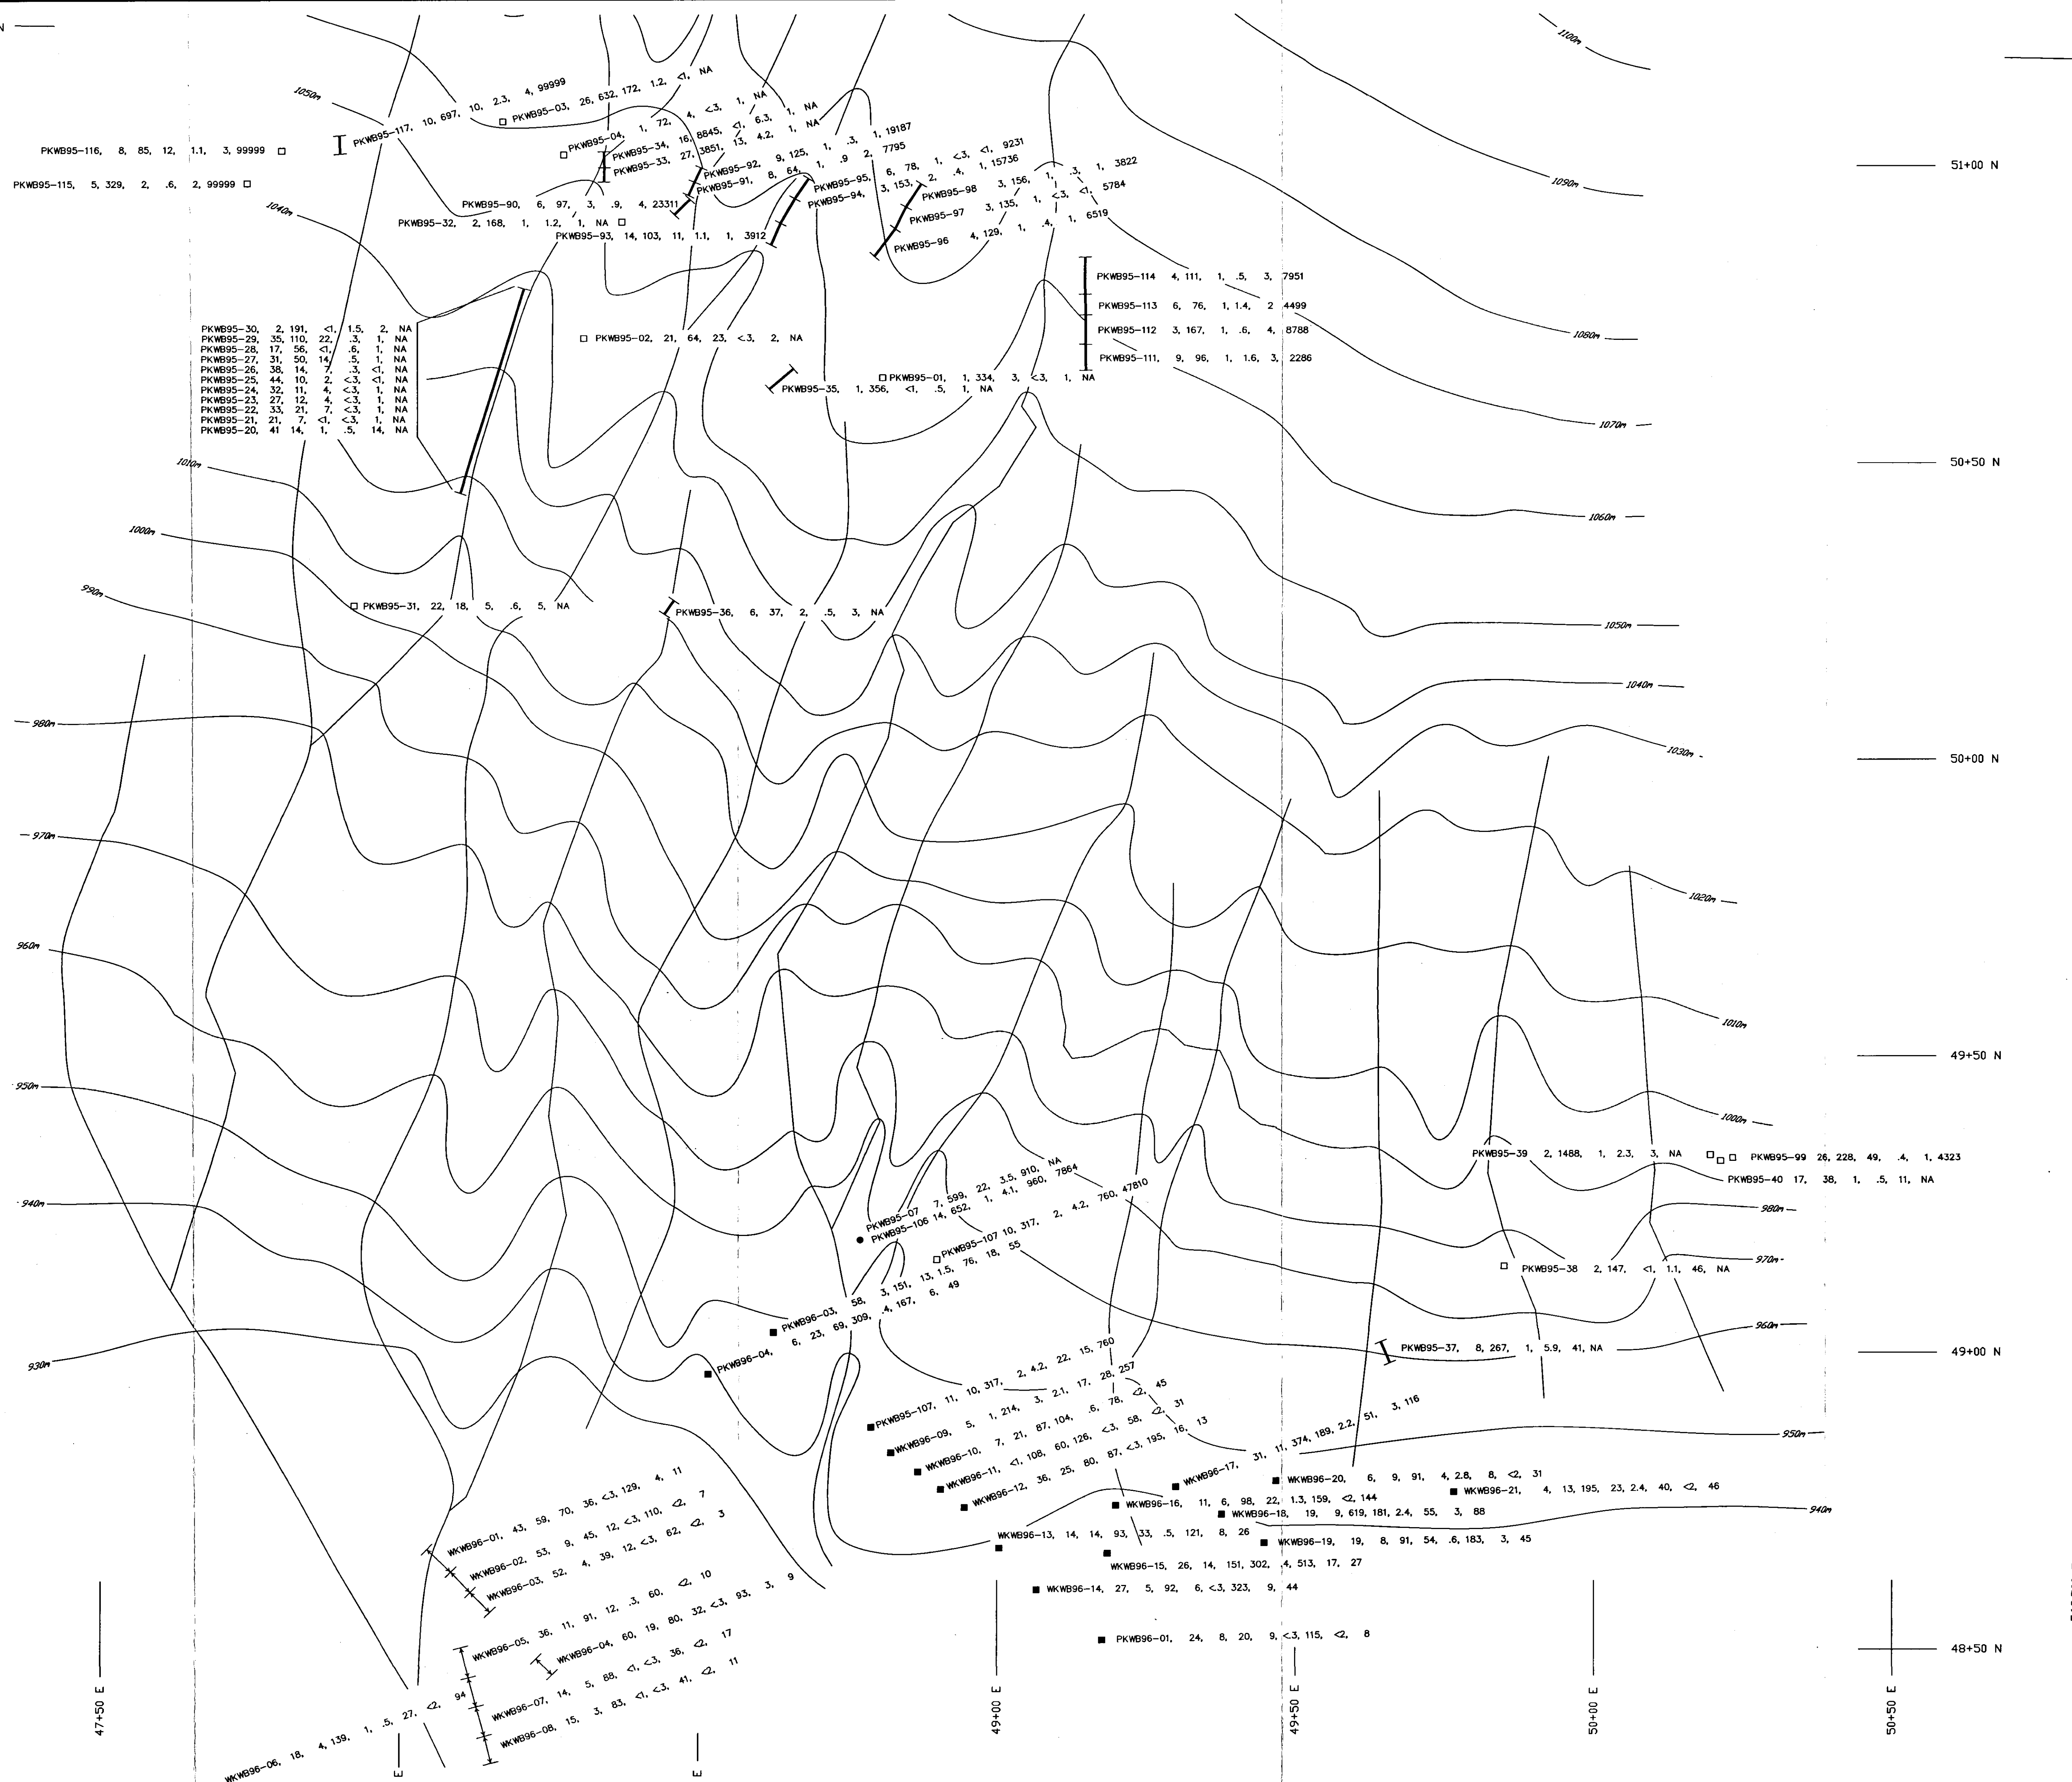 N
1100m
1050m
PKWB95-117, 10, 697, 10, 2.3, 4, 99999
PKWB95-03, 26, 632, 172, 1.2, <1, NA
PKWB95-116, 8, 85, 12, 1.1, 3, 99999
PKWB95-04, 1, 72, 4, <3, 1, NA
PKWB95-34, 16, 8845, <1, 6.3, 1, NA
PKWB95-33, 27, 3851, 13, 4.2, 1, NA
PKWB95-92, 9, 125, 1, .3, 1, 19187
PKWB95-91, 8, 64, 1, .9 2, 7795
PKWB95-95, 6, 78, 1, <3, <1, 9231
PKWB95-94, 3, 153, 2, .4, 1, 15736
PKWB95-98 3, 156, 1, .3, 1, 3822
PKWB95-97 3, 135, 1, <3, <1, 5784
PKWB95-96 4, 129, 1, .4, 1, 6519
51+00 N
PKWB95-115, 5, 329, 2, .6, 2, 99999
1090m
1040m
PKWB95-90, 6, 97, 3, .9, 4, 23311
PKWB95-32, 2, 168, 1, 1.2, 1, NA
PKWB95-93, 14, 103, 11, 1.1, 1, 3912
PKWB95-114 4, 111, 1, .5, 3, 7951
PKWB95-113 6, 76, 1, 1.4, 2 4499
PKWB95-112 3, 167, 1, .6, 4, 8788
PKWB95-111, 9, 96, 1, 1.6, 3, 2286
1080m
PKWB95-30, 2, 191, <1, 1.5, 2, NA
PKWB95-29, 35, 110, 22, .3, 1, NA
PKWB95-28, 17, 56, <1, .6, 1, NA
PKWB95-27, 31, 50, 14, .5, 1, NA
PKWB95-26, 38, 14, 7, .3, <1, NA
PKWB95-25, 44, 10, 2, <3, <1, NA
PKWB95-24, 32, 11, 4, <3, 1, NA
PKWB95-23, 27, 12, 4, <3, 1, NA
PKWB95-22, 33, 21, 7, <3, 1, NA
PKWB95-21, 21, 7, <1, <3, 1, NA
PKWB95-20, 41 14, 1, .5, 14, NA
PKWB95-02, 21, 64, 23, <3, 2, NA
PKWB95-01, 1, 334, 3, <3, 1, NA
PKWB95-35, 1, 356, <1, .5, 1, NA
1070m
1010m
50+50 N
1060m
1000m
990m
PKWB95-31, 22, 18, 5, .6, 5, NA
PKWB95-36, 6, 37, 2, .5, 3, NA
1050m
1040m
980m
1030m
50+00 N
970m
1020m
960m
1010m
49+50 N
950m
1000m
PKWB95-39 2, 1488, 1, 2.3, 3, NA
PKWB95-99 26, 228, 49, .4, 1, 4323
PKWB95-40 17, 38, 1, .5, 11, NA
940m
980m
PKWB95-07 7, 599, 22, 3.5, 910, NA
PKWB95-106 14, 652, 1, 4.1, 960, 7864
PKWB95-107 10, 317, 2, 4.2, 760, 47810
970m
PKWB95-38 2, 147, <1, 1.1, 46, NA
PKWB96-03, 58, 3, 151, 13, 1.5, 76, 18, 55
PKWB96-04, 6, 23, 69, 309, .4, 167, 6, 49
960m
930m
PKWB95-37, 8, 267, 1, 5.9, 41, NA
49+00 N
PKWB95-107, 11, 10, 317, 2, 4.2, 22, 15, 760
WKWB96-09, 5, 1, 214, 3, 2.1, 17, 28, 257
WKWB96-10, 7, 21, 87, 104, .6, 78, <2, 45
WKWB96-11, <1, 108, 60, 126, <3, 58, <2, 31
WKWB96-12, 36, 25, 80, 87, <3, 195, 16, 13
WKWB96-17, 31, 11, 374, 189, 2.2, 51, 3, 116
950m
WKWB96-20, 6, 9, 91, 4, 2.8, 8, <2, 31
WKWB96-21, 4, 13, 195, 23, 2.4, 40, <2, 46
WKWB96-16, 11, 6, 98, 22, 1.3, 159, <2, 144
WKWB96-18, 19, 9, 619, 181, 2.4, 55, 3, 88
940m
WKWB96-13, 14, 14, 93, 33, .5, 121, 8, 26
WKWB96-19, 19, 8, 91, 54, .6, 183, 3, 45
WKWB96-15, 26, 14, 151, 302, .4, 513, 17, 27
WKWB96-14, 27, 5, 92, 6, <3, 323, 9, 44
PKWB96-01, 24, 8, 20, 9, <3, 115, <2, 8
48+50 N
WKWB96-01, 43, 59, 70, 36, <3, 129, 4, 11
WKWB96-02, 53, 9, 45, 12, <3, 110, <2, 7
WKWB96-03, 52, 4, 39, 12, <3, 62, <2, 3
WKWB96-05, 36, 11, 91, 12, .3, 60, <2, 10
WKWB96-04, 60, 19, 80, 32, <3, 93, 3, 9
WKWB96-07, 14, 5, 88, <1, <3, 36, <2, 17
WKWB96-08, 15, 3, 83, <1, <3, 41, <2, 11
WKWB96-06, 18, 4, 139, 1, .5, 27, <2, 94
47+50 E
E
E
49+00 E
49+50 E
50+00 E
50+50 E